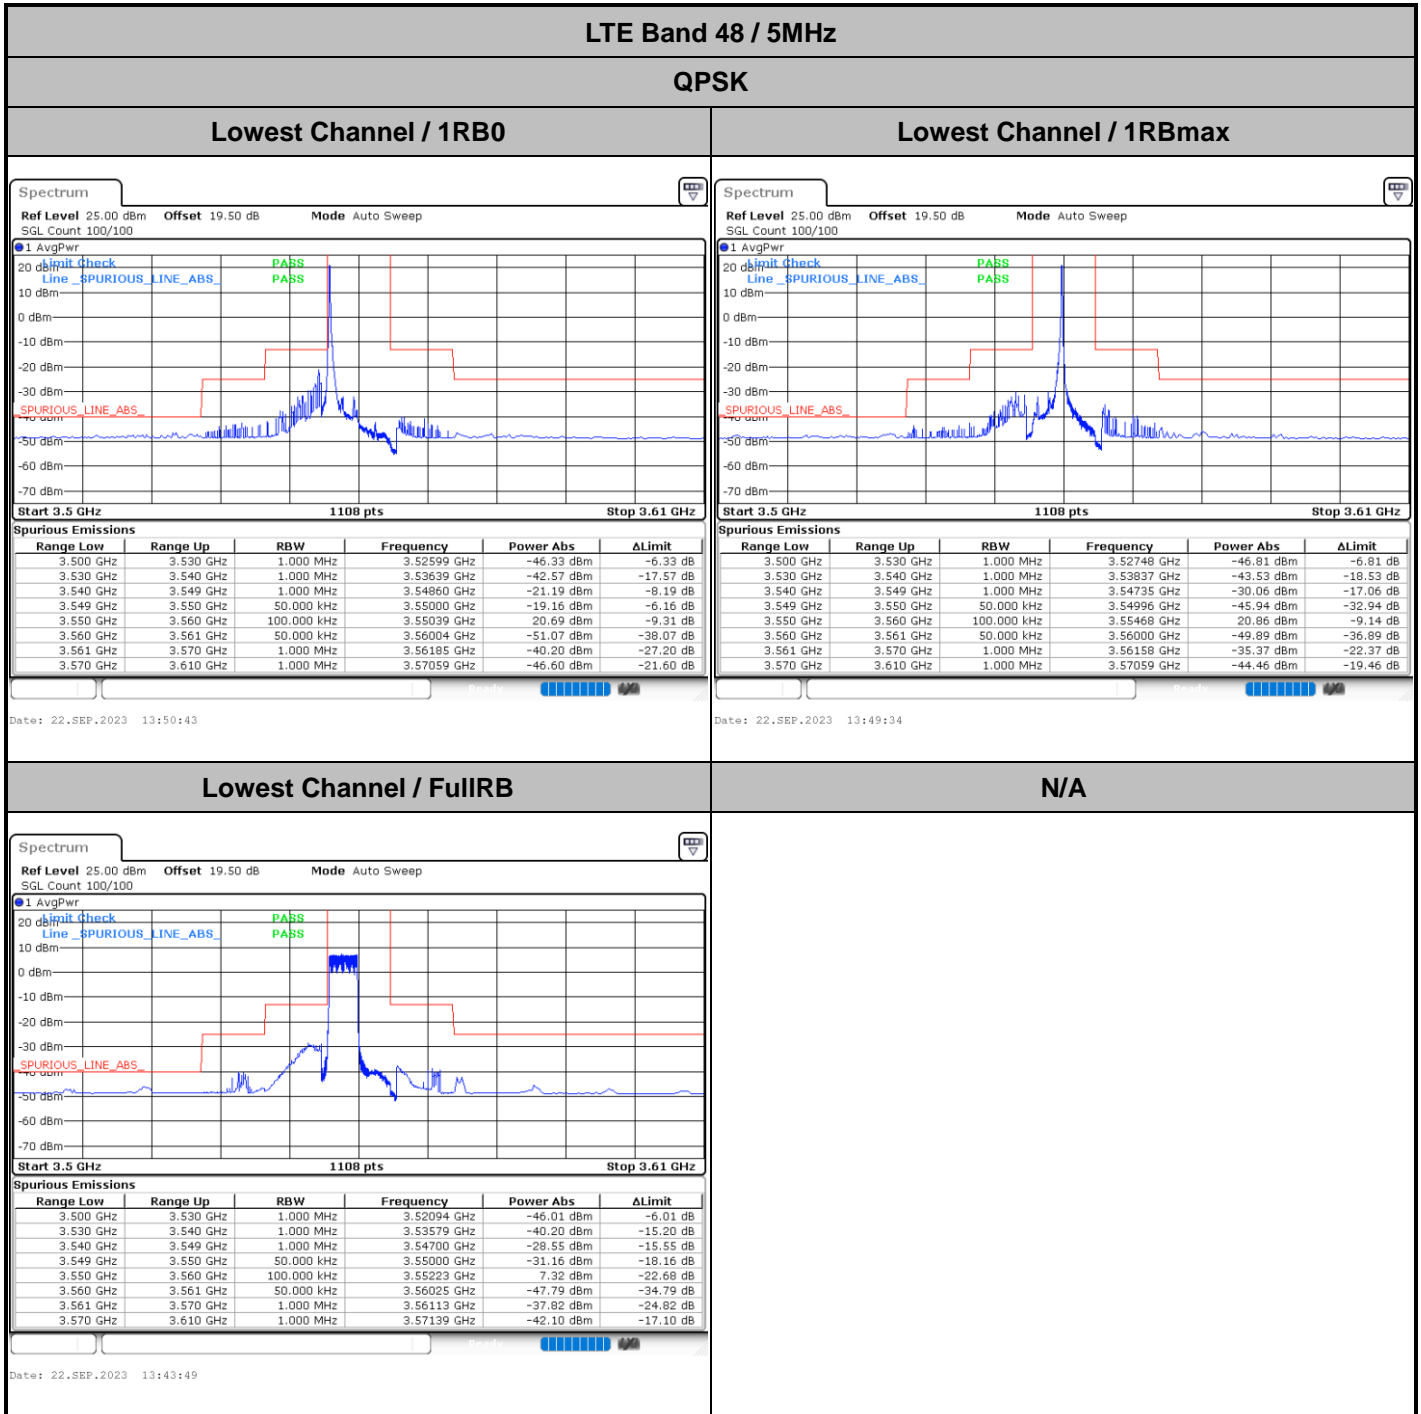 LTE Band 48 / 5MHz
QPSK
Lowest Channel / 1RB0
Lowest Channel / 1RBmax
Spectrum
Ref Level 25.00 dBm Offset 19.50 dB Mode Auto Sweep
SGL Count 100/100
1 AvgPwr
20 dBm
Limit Check PASS
Line _SPURIOUS_LINE_ABS_ PASS
10 dBm
0 dBm
-10 dBm
-20 dBm
-30 dBm
_SPURIOUS_LINE_ABS_
-40 dBm
-50 dBm
-60 dBm
-70 dBm
Start 3.5 GHz 1108 pts Stop 3.61 GHz
Spurious Emissions
Range Low Range Up RBW Frequency Power Abs ΔLimit
3.500 GHz 3.530 GHz 1.000 MHz 3.52599 GHz -46.33 dBm -6.33 dB
3.530 GHz 3.540 GHz 1.000 MHz 3.53639 GHz -42.57 dBm -17.57 dB
3.540 GHz 3.549 GHz 1.000 MHz 3.54860 GHz -21.19 dBm -8.19 dB
3.549 GHz 3.550 GHz 50.000 kHz 3.55000 GHz -19.16 dBm -6.16 dB
3.550 GHz 3.560 GHz 100.000 kHz 3.55039 GHz 20.69 dBm -9.31 dB
3.560 GHz 3.561 GHz 50.000 kHz 3.56004 GHz -51.07 dBm -38.07 dB
3.561 GHz 3.570 GHz 1.000 MHz 3.56185 GHz -40.20 dBm -27.20 dB
3.570 GHz 3.610 GHz 1.000 MHz 3.57059 GHz -46.60 dBm -21.60 dB
Ready
Date: 22.SEP.2023 13:50:43
Spectrum
Ref Level 25.00 dBm Offset 19.50 dB Mode Auto Sweep
SGL Count 100/100
1 AvgPwr
20 dBm
Limit Check PASS
Line _SPURIOUS_LINE_ABS_ PASS
10 dBm
0 dBm
-10 dBm
-20 dBm
-30 dBm
_SPURIOUS_LINE_ABS_
-40 dBm
-50 dBm
-60 dBm
-70 dBm
Start 3.5 GHz 1108 pts Stop 3.61 GHz
Spurious Emissions
Range Low Range Up RBW Frequency Power Abs ΔLimit
3.500 GHz 3.530 GHz 1.000 MHz 3.52748 GHz -46.81 dBm -6.81 dB
3.530 GHz 3.540 GHz 1.000 MHz 3.53837 GHz -43.53 dBm -18.53 dB
3.540 GHz 3.549 GHz 1.000 MHz 3.54735 GHz -30.06 dBm -17.06 dB
3.549 GHz 3.550 GHz 50.000 kHz 3.54996 GHz -45.94 dBm -32.94 dB
3.550 GHz 3.560 GHz 100.000 kHz 3.55468 GHz 20.86 dBm -9.14 dB
3.560 GHz 3.561 GHz 50.000 kHz 3.56000 GHz -49.89 dBm -36.89 dB
3.561 GHz 3.570 GHz 1.000 MHz 3.56158 GHz -35.37 dBm -22.37 dB
3.570 GHz 3.610 GHz 1.000 MHz 3.57059 GHz -44.46 dBm -19.46 dB
Ready
Date: 22.SEP.2023 13:49:34
Lowest Channel / FullRB
N/A
Spectrum
Ref Level 25.00 dBm Offset 19.50 dB Mode Auto Sweep
SGL Count 100/100
1 AvgPwr
20 dBm
Limit Check PASS
Line _SPURIOUS_LINE_ABS_ PASS
10 dBm
0 dBm
-10 dBm
-20 dBm
-30 dBm
_SPURIOUS_LINE_ABS_
-40 dBm
-50 dBm
-60 dBm
-70 dBm
Start 3.5 GHz 1108 pts Stop 3.61 GHz
Spurious Emissions
Range Low Range Up RBW Frequency Power Abs ΔLimit
3.500 GHz 3.530 GHz 1.000 MHz 3.52094 GHz -46.01 dBm -6.01 dB
3.530 GHz 3.540 GHz 1.000 MHz 3.53579 GHz -40.20 dBm -15.20 dB
3.540 GHz 3.549 GHz 1.000 MHz 3.54700 GHz -28.55 dBm -15.55 dB
3.549 GHz 3.550 GHz 50.000 kHz 3.55000 GHz -31.16 dBm -18.16 dB
3.550 GHz 3.560 GHz 100.000 kHz 3.55223 GHz 7.32 dBm -22.68 dB
3.560 GHz 3.561 GHz 50.000 kHz 3.56025 GHz -47.79 dBm -34.79 dB
3.561 GHz 3.570 GHz 1.000 MHz 3.56113 GHz -37.82 dBm -24.82 dB
3.570 GHz 3.610 GHz 1.000 MHz 3.57139 GHz -42.10 dBm -17.10 dB
Ready
Date: 22.SEP.2023 13:43:49